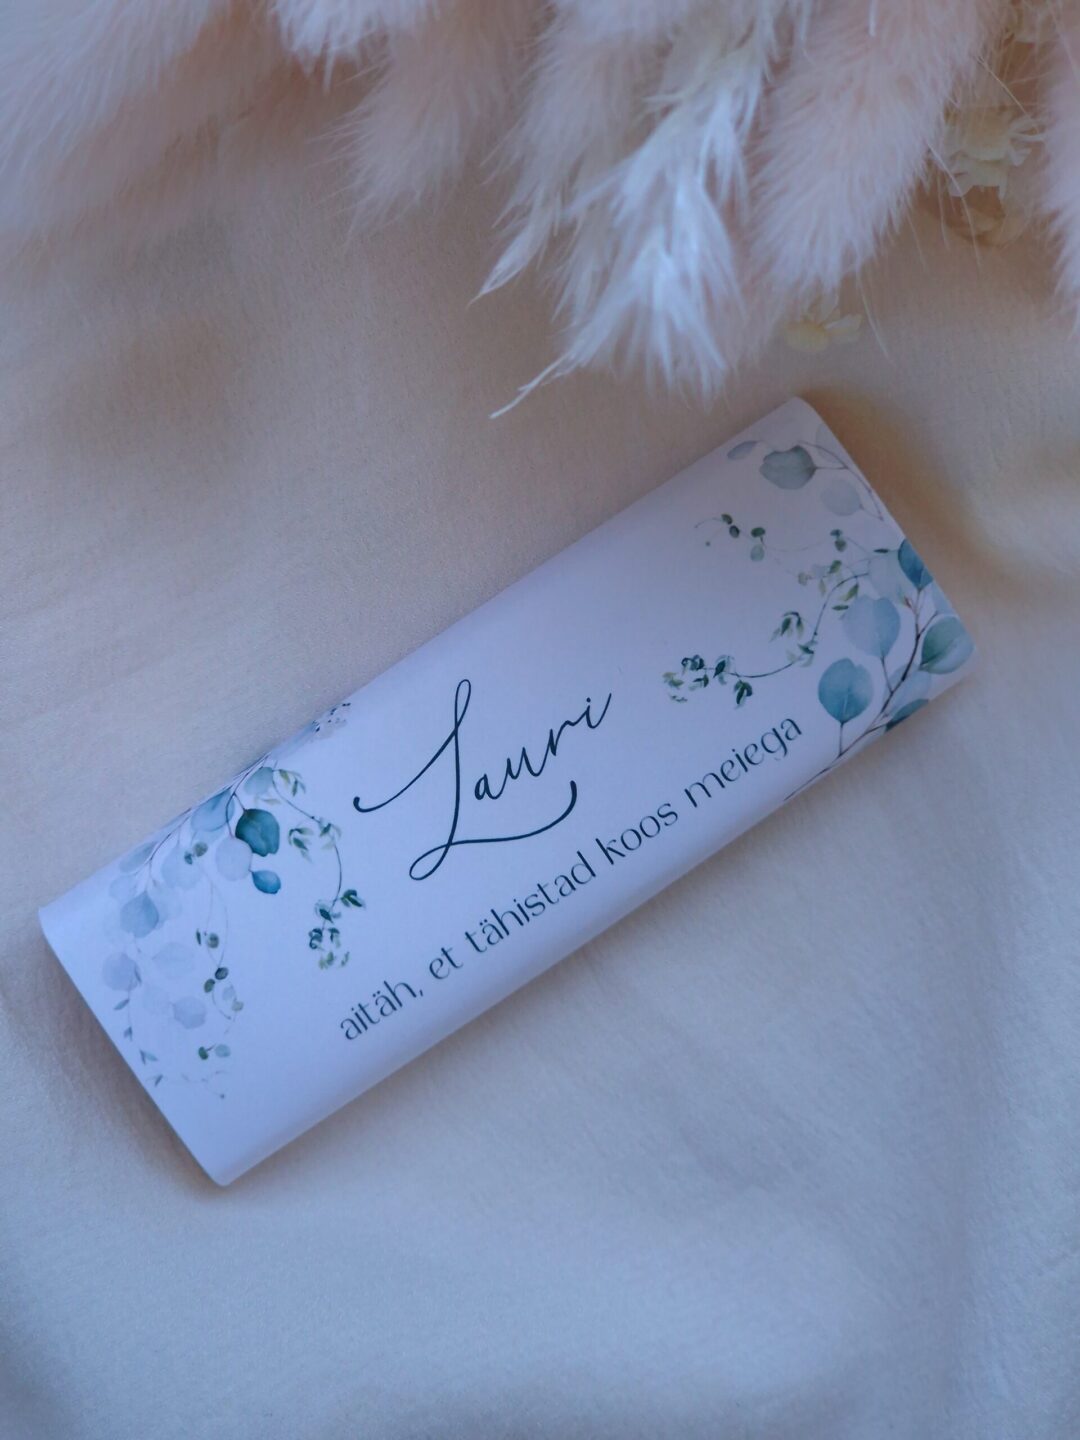 Lauri
aitäh, et tähistad koos meiega